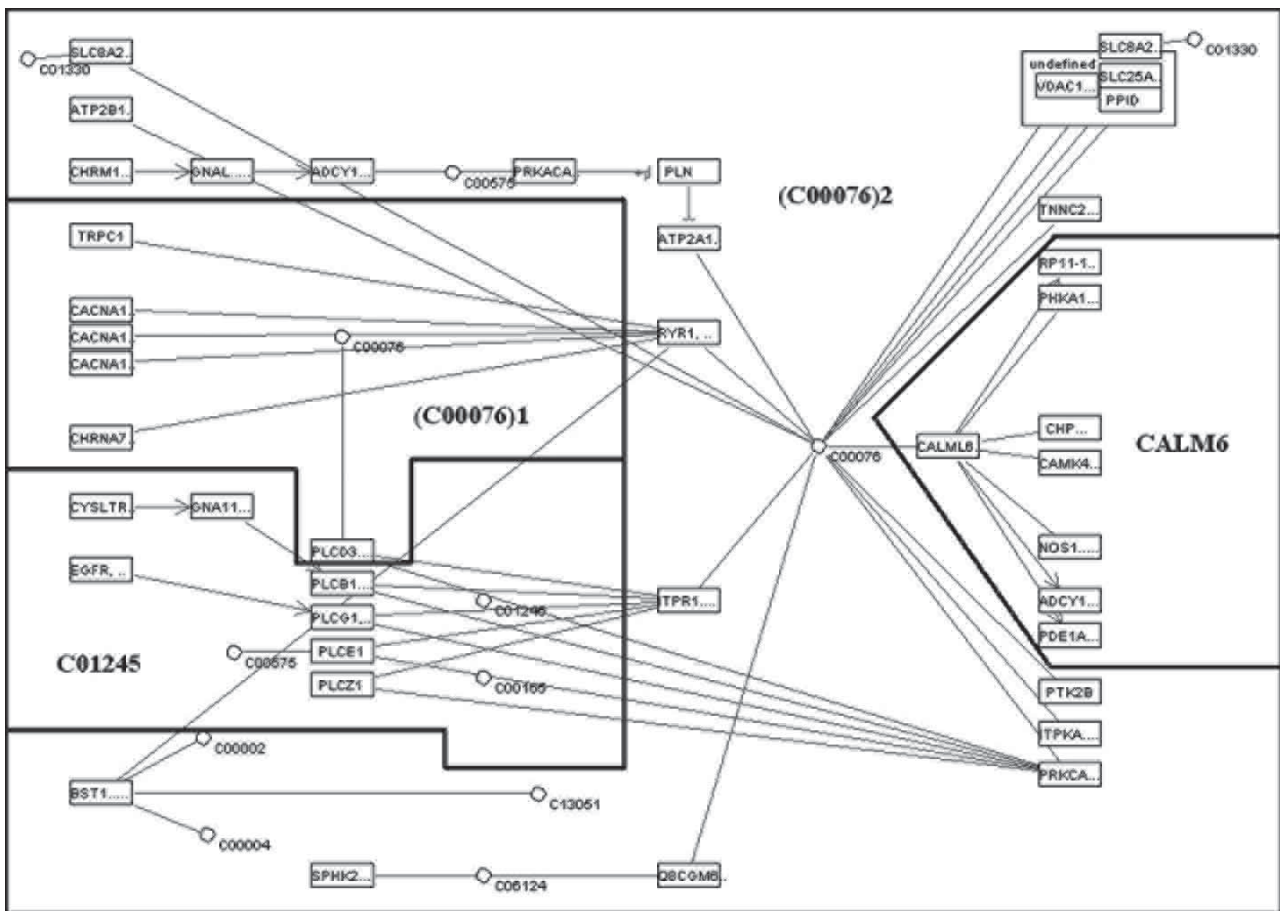 SLC8A2..
C01330
ATP2B1.
CHRM1...
GNAL.....
ADCY1...
C00575
PRKACA.
PLN
(C00076)2
SLC8A2..
C01330
undefined
VDAC1...
SLC25A..
PPID
TNNC2...
TRPC1
ATP2A1.
RP11-1..
PHKA1...
CACNA1.
CACNA1.
CACNA1.
C00076
RYR1, ..
(C00076)1
CHRNA7.
C00076
CALML6.
CHP...
CAMK4...
CALM6
CYSLTR.
GNA11...
PLCD3...
NOS1.....
EGFR, ..
PLCB1...
ITPR1....
ADCY1...
PLCG1,..
C01245
PDE1A...
C01245
C00575
PLCE1
PLCZ1
C00165
PTK2B
ITPKA....
PRKCA...
C00002
BST1.....
C13051
C00004
SPHK2...
C06124
Q8CGM6..